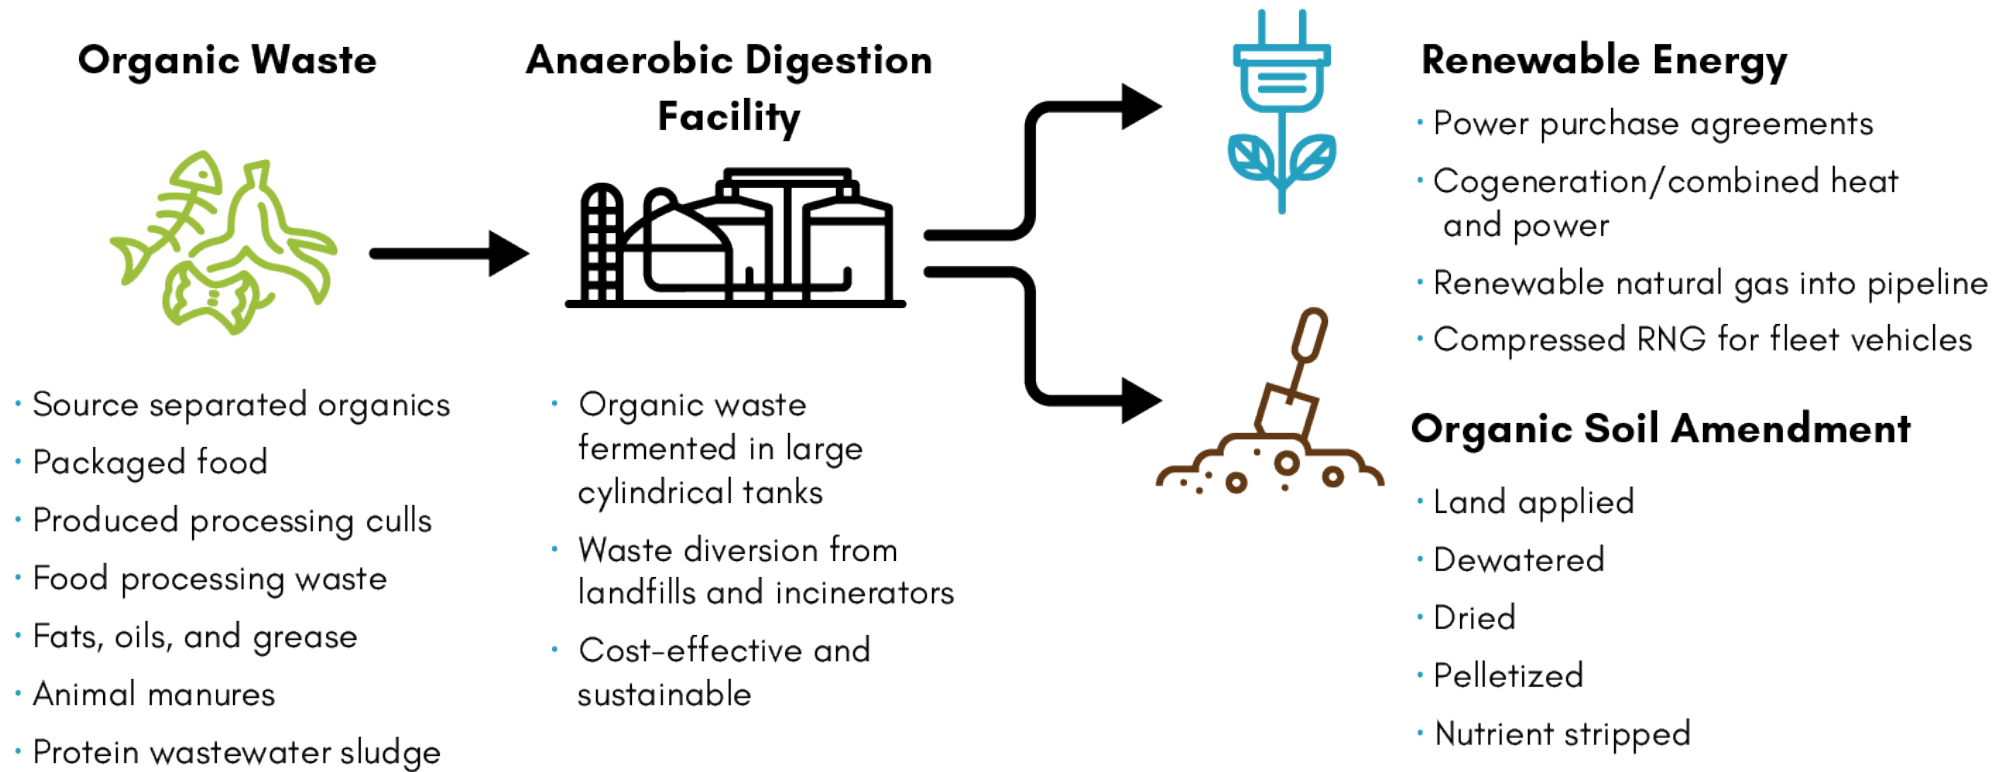 Organic Waste
· Source separated organics
· Packaged food
· Produced processing culls
· Food processing waste
· Fats, oils, and grease
· Animal manures
· Protein wastewater sludge
Anaerobic Digestion
Facility
· Organic waste
fermented in large
cylindrical tanks
· Waste diversion from
landfills and incinerators
· Cost-effective and
sustainable
Renewable Energy
· Power purchase agreements
· Cogeneration/combined heat
and power
· Renewable natural gas into pipeline
· Compressed RNG for fleet vehicles
Organic Soil Amendment
· Land applied
· Dewatered
· Dried
· Pelletized
· Nutrient stripped